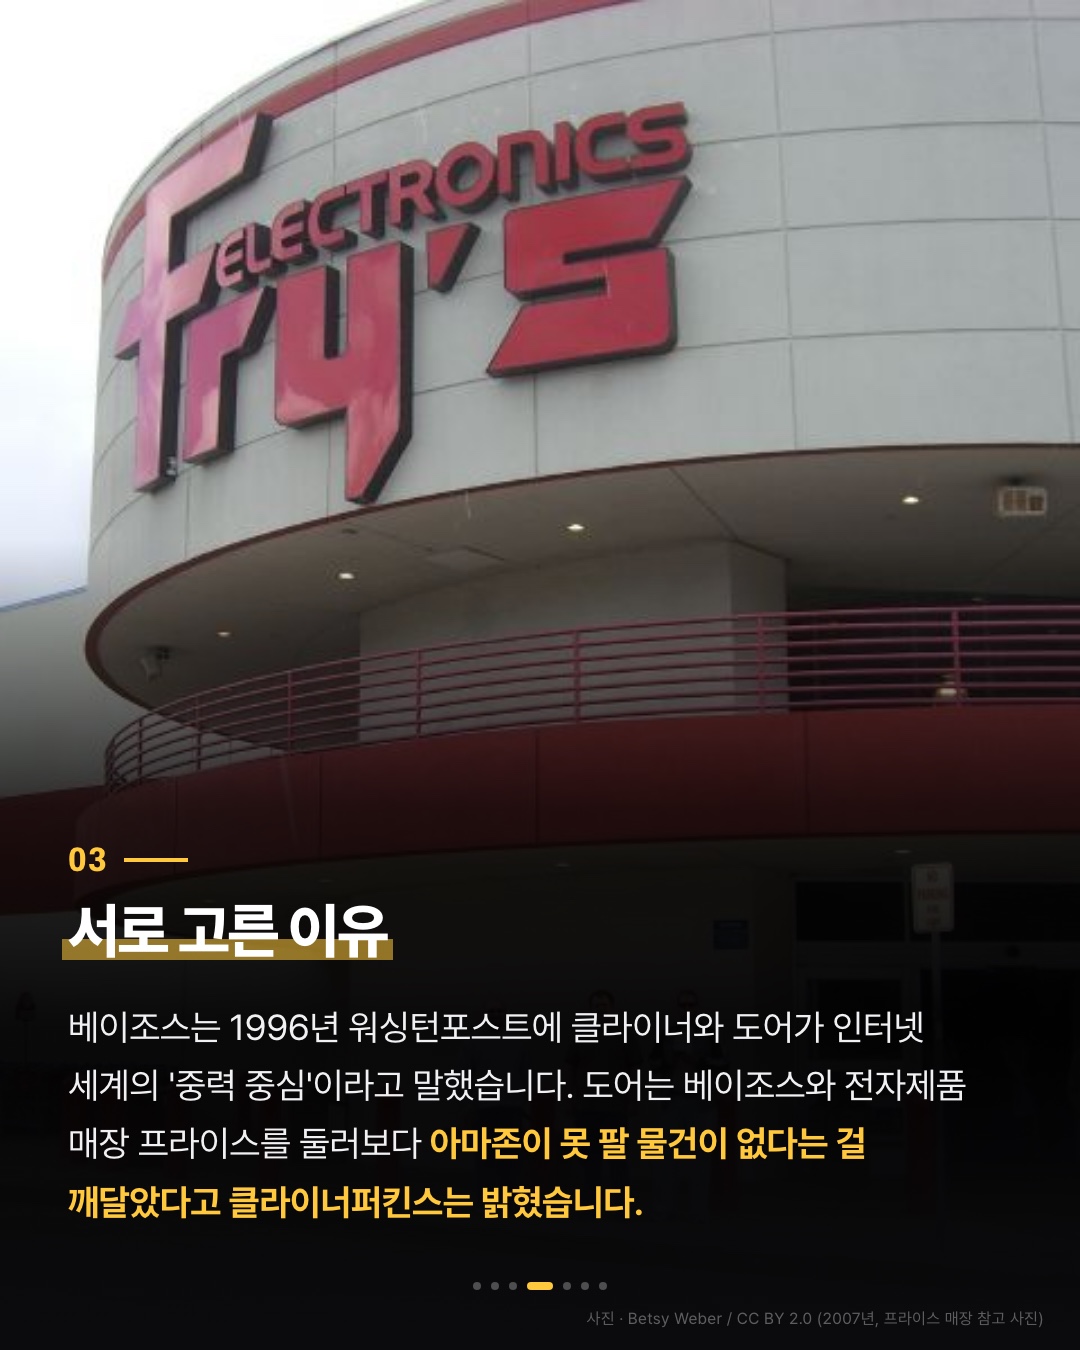 ELECTRONICS
Fry's
03
서로 고른 이유
베이조스는 1996년 워싱턴포스트에 클라이너와 도어가 인터넷
세계의 '중력 중심'이라고 말했습니다. 도어는 베이조스와 전자제품
매장 프라이스를 둘러보다 아마존이 못 팔 물건이 없다는 걸
깨달았다고 클라이너퍼킨스는 밝혔습니다.
사진 · Betsy Weber / CC BY 2.0 (2007년, 프라이스 매장 참고 사진)